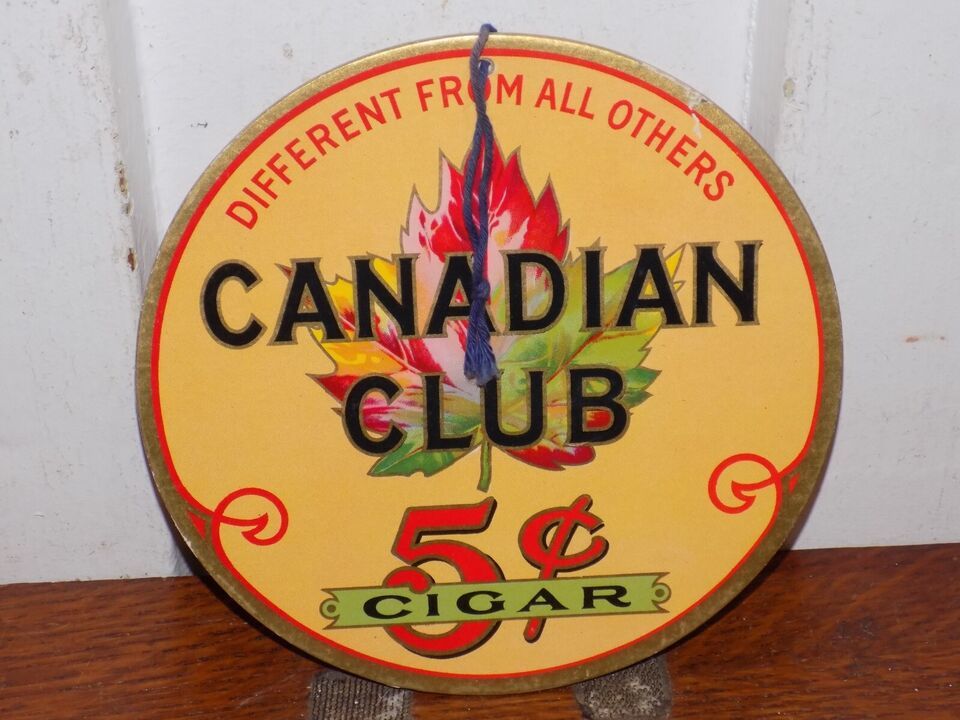 DIFFERENT FROM ALL OTHERS
CANADIAN
CLUB
5¢
CIGAR